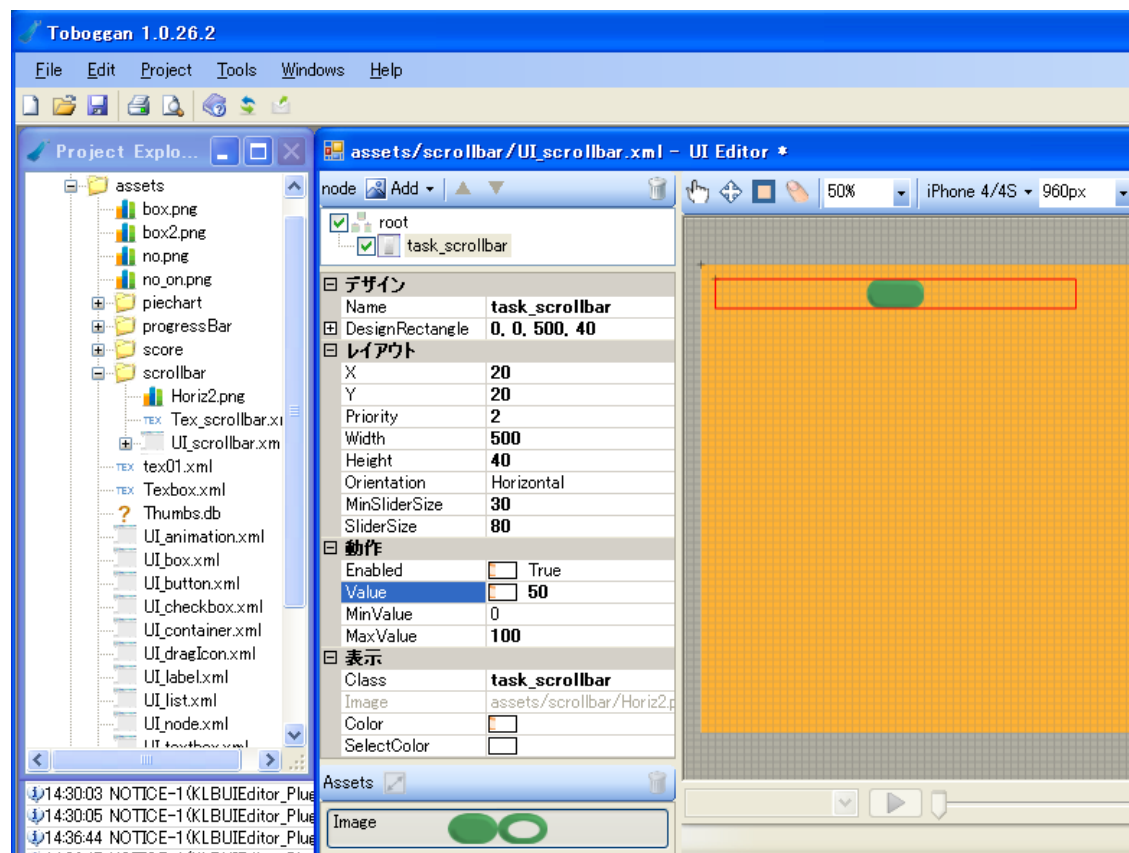 Toboggan 1.0.26.2
File Edit Project Tools Windows Help
Project Explo...
assets
box.png
box2.png
no.png
no_on.png
piechart
progressBar
score
scrollbar
Horiz2.png
TEX Tex_scrollbar.x
UI_scrollbar.xm
TEX tex01.xml
TEX Texbox.xml
? Thumbs.db
UI_animation.xml
UI_box.xml
UI_button.xml
UI_checkbox.xml
UI_container.xml
UI_dragIcon.xml
UI_label.xml
UI_list.xml
UI_node.xml
UI_textbox.xml
14:30:03 NOTICE-1(KLBUIEditor_Plug
14:30:05 NOTICE-1(KLBUIEditor_Plug
14:36:44 NOTICE-1(KLBUIEditor_Plug
assets/scrollbar/UI_scrollbar.xml - UI Editor *
node Add
root
task_scrollbar
デザイン
Name task_scrollbar
DesignRectangle 0, 0, 500, 40
レイアウト
X 20
Y 20
Priority 2
Width 500
Height 40
Orientation Horizontal
MinSliderSize 30
SliderSize 80
動作
Enabled True
Value 50
MinValue 0
MaxValue 100
表示
Class task_scrollbar
Image assets/scrollbar/Horiz2.p
Color
SelectColor
Assets
Image
50% iPhone 4/4S 960px